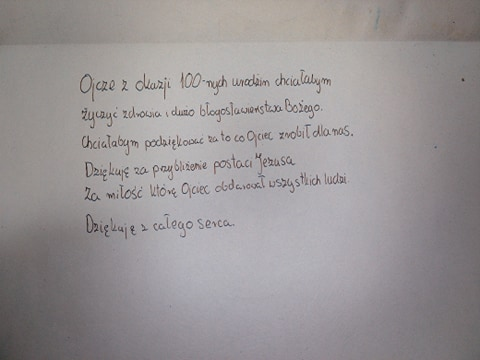 Ojcze z okazji 100-nych urodzin chciałabym
życzyć zdrowia i dużo błogosławieństwa Bożego.
Chciałabym podziękować za to co Ojciec zrobił dla nas.
Dziękuję za przybliżenie postaci Jezusa
Za miłość którą Ojciec obdarował wszystkich ludzi.
Dziękuję z całego serca.